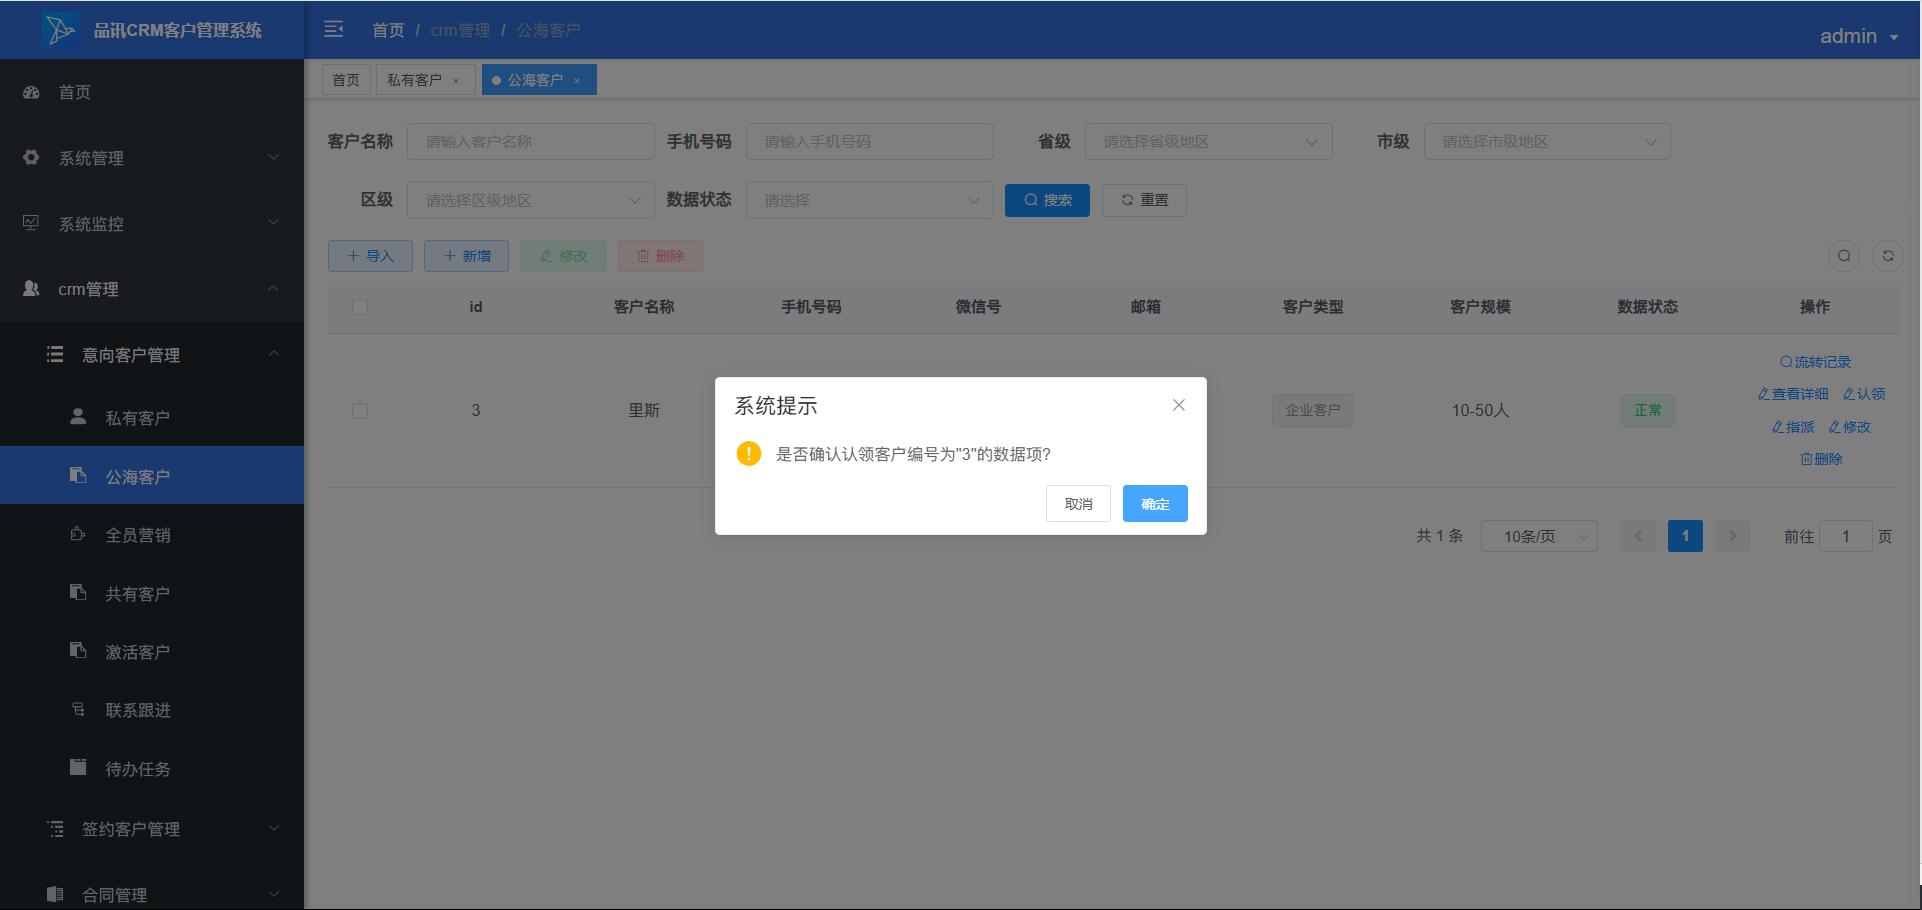 品讯CRM客户管理系统
首页 / crm管理 / 公海客户
admin
首页
系统管理
系统监控
crm管理
意向客户管理
私有客户
公海客户
全员营销
共有客户
激活客户
联系跟进
待办任务
签约客户管理
合同管理
首页 私有客户 × 公海客户 ×
客户名称 请输入客户名称 手机号码 请输入手机号码 省级 请选择省级地区 市级 请选择市级地区
区级 请选择区级地区 数据状态 请选择 搜索 重置
导入 新增 修改 删除
id 客户名称 手机号码 微信号 邮箱 客户类型 客户规模 数据状态 操作
3 里斯 企业客户 10-50人 正常
流转记录
查看详细 认领
指派 修改
删除
系统提示
是否确认认领客户编号为"3"的数据项?
取消 确定
共 1 条 10条/页 1 前往 1 页